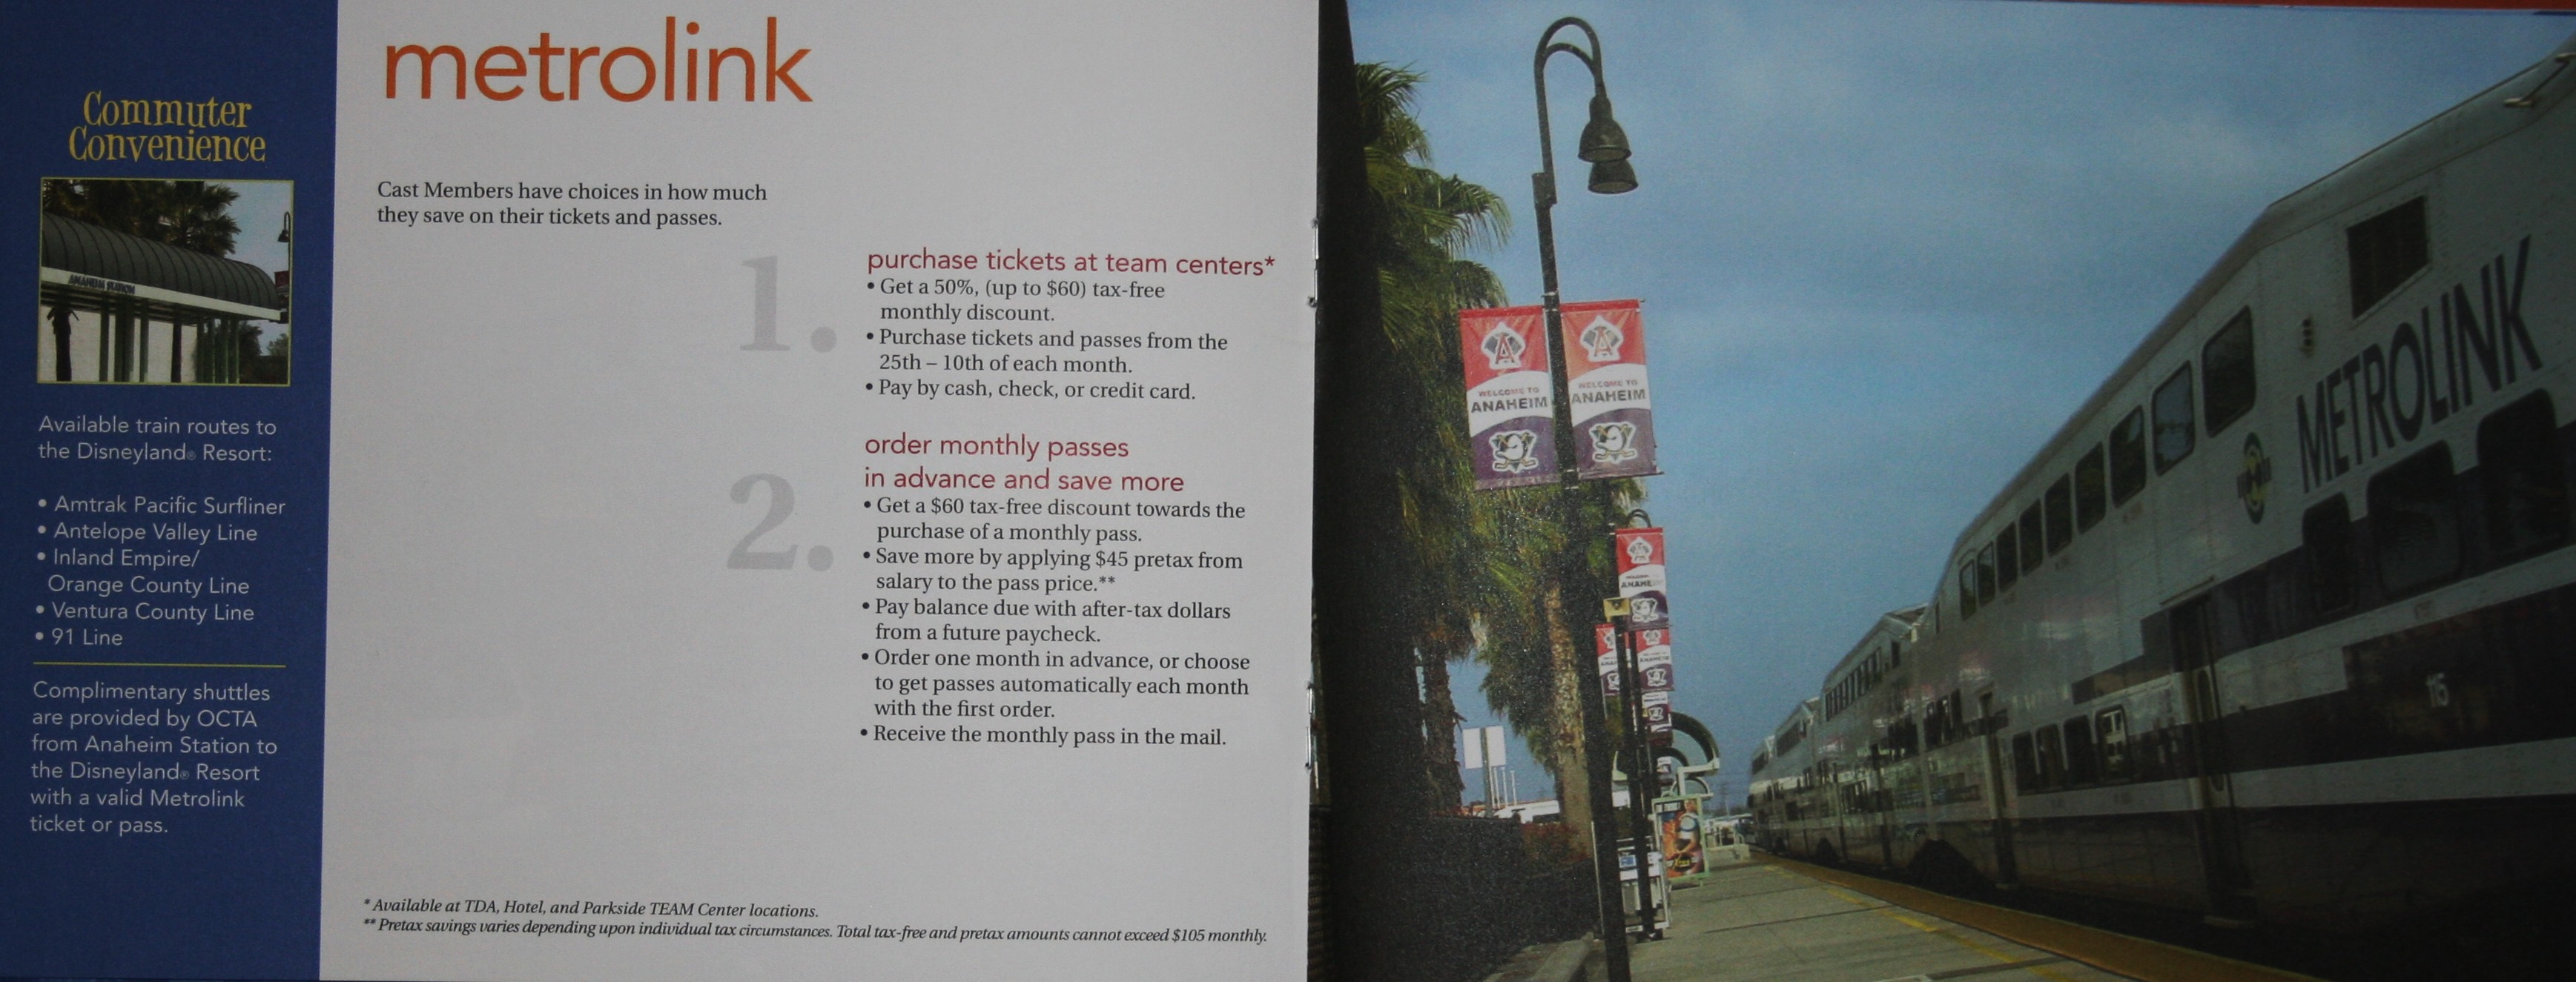 Commuter
Convenience
ANAHEIM STATION
Available train routes to
the Disneyland® Resort:
• Amtrak Pacific Surfliner
• Antelope Valley Line
• Inland Empire/
Orange County Line
• Ventura County Line
• 91 Line
Complimentary shuttles
are provided by OCTA
from Anaheim Station to
the Disneyland® Resort
with a valid Metrolink
ticket or pass.
metrolink
Cast Members have choices in how much
they save on their tickets and passes.
1.
purchase tickets at team centers*
• Get a 50%, (up to $60) tax-free
monthly discount.
• Purchase tickets and passes from the
25th – 10th of each month.
• Pay by cash, check, or credit card.
2.
order monthly passes
in advance and save more
• Get a $60 tax-free discount towards the
purchase of a monthly pass.
• Save more by applying $45 pretax from
salary to the pass price.**
• Pay balance due with after-tax dollars
from a future paycheck.
• Order one month in advance, or choose
to get passes automatically each month
with the first order.
• Receive the monthly pass in the mail.
* Available at TDA, Hotel, and Parkside TEAM Center locations.
** Pretax savings varies depending upon individual tax circumstances. Total tax-free and pretax amounts cannot exceed $105 monthly.
A
WELCOME TO
ANAHEIM
A
WELCOME TO
ANAHEIM
METROLINK